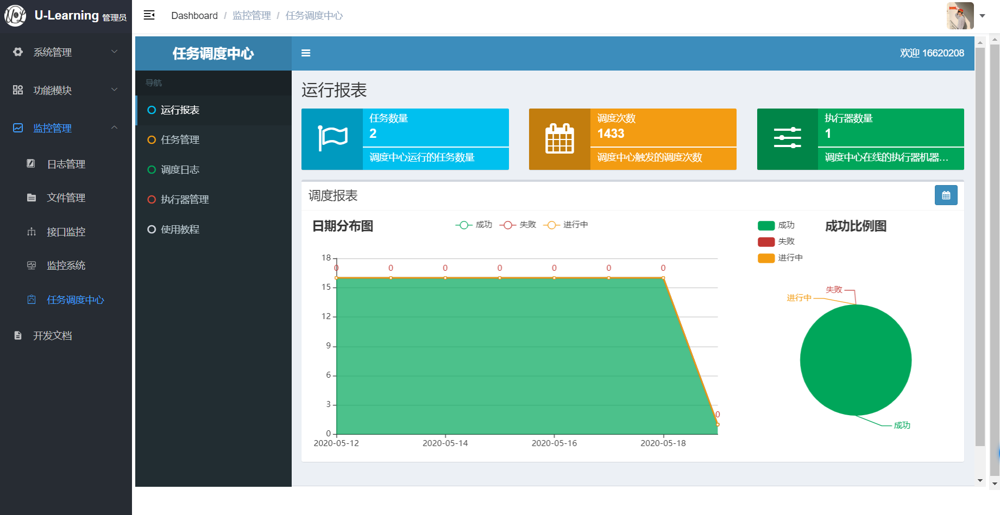 U-Learning 管理员
Dashboard / 监控管理 / 任务调度中心
系统管理
功能模块
监控管理
日志管理
文件管理
接口监控
监控系统
任务调度中心
开发文档
任务调度中心
欢迎 16620208
导航
运行报表
任务管理
调度日志
执行器管理
使用教程
运行报表
任务数量
2
调度中心运行的任务数量
调度次数
1433
调度中心触发的调度次数
执行器数量
1
调度中心在线的执行器机器...
调度报表
日期分布图
成功 失败 进行中
18
15
12
9
6
3
0
0 0 0 0 0 0 0 0
2020-05-12 2020-05-14 2020-05-16 2020-05-18
成功
失败
进行中
成功比例图
失败
进行中
成功